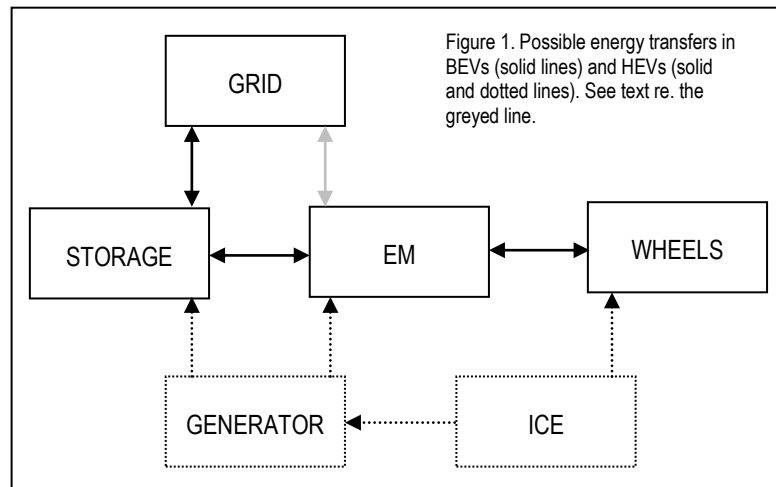 Figure 1. Possible energy transfers in
BEVs (solid lines) and HEVs (solid
and dotted lines). See text re. the
greyed line.
GRID
STORAGE
EM
WHEELS
GENERATOR
ICE